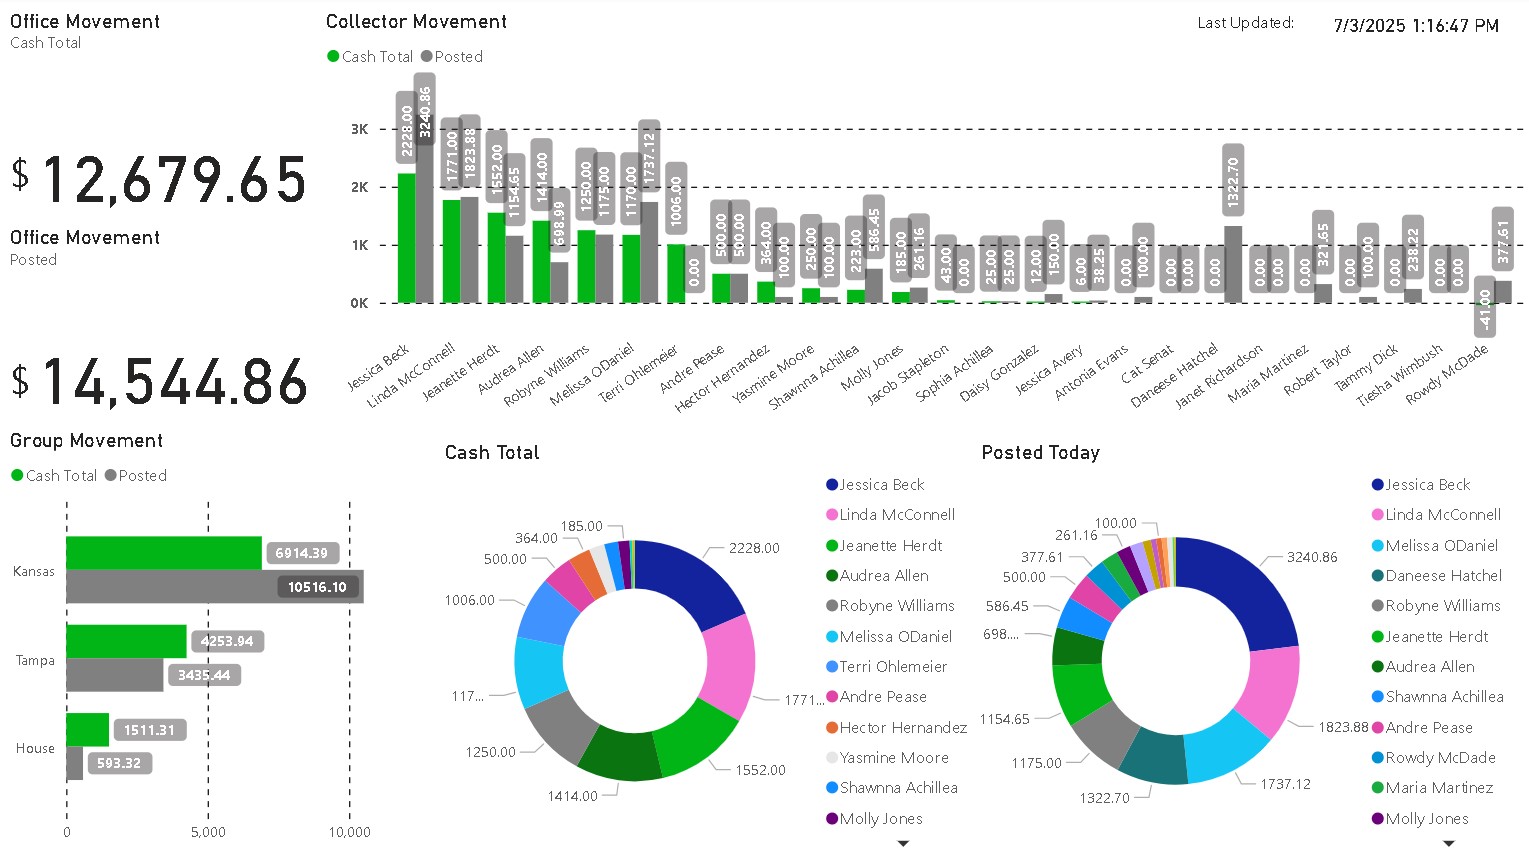 Office Movement
Cash Total
$ 12,679.65
Office Movement
Posted
$ 14,544.86
Collector Movement
Last Updated: 7/3/2025 1:16:47 PM
Cash Total Posted
3K
2K
1K
0K
2228.00 3240.86 1771.00 1823.88 1552.00 1154.65 1414.00 698.99 1250.00 1175.00 1170.00 1737.12 1006.00 0.00 500.00 500.00 364.00 100.00 250.00 100.00 223.00 586.45 185.00 261.16 43.00 0.00 25.00 25.00 12.00 150.00 6.00 38.25 0.00 100.00 0.00 0.00 0.00 1322.70 0.00 0.00 0.00 321.65 0.00 100.00 0.00 238.22 0.00 0.00 -41.00 377.61
Jessica Beck
Linda McConnell
Jeanette Herdt
Audrea Allen
Robyne Williams
Melissa ODaniel
Terri Ohlemeier
Andre Pease
Hector Hernandez
Yasmine Moore
Shawnna Achillea
Molly Jones
Jacob Stapleton
Sophia Achillea
Daisy Gonzalez
Jessica Avery
Antonia Evans
Cat Senat
Daneese Hatchel
Janet Richardson
Maria Martinez
Robert Taylor
Tammy Dick
Tiesha Wimbush
Rowdy McDade
Group Movement
Cash Total Posted
Kansas
6914.39
10516.10
Tampa
4253.94
3435.44
House
1511.31
593.32
0 5,000 10,000
Cash Total
185.00
364.00
500.00
1006.00
117...
1250.00
1414.00
1552.00
1771....
2228.00
Jessica Beck
Linda McConnell
Jeanette Herdt
Audrea Allen
Robyne Williams
Melissa ODaniel
Terri Ohlemeier
Andre Pease
Hector Hernandez
Yasmine Moore
Shawnna Achillea
Molly Jones
Posted Today
100.00
261.16
377.61
500.00
586.45
698....
1154.65
1175.00
1322.70
1737.12
1823.88
3240.86
Jessica Beck
Linda McConnell
Melissa ODaniel
Daneese Hatchel
Robyne Williams
Jeanette Herdt
Audrea Allen
Shawnna Achillea
Andre Pease
Rowdy McDade
Maria Martinez
Molly Jones